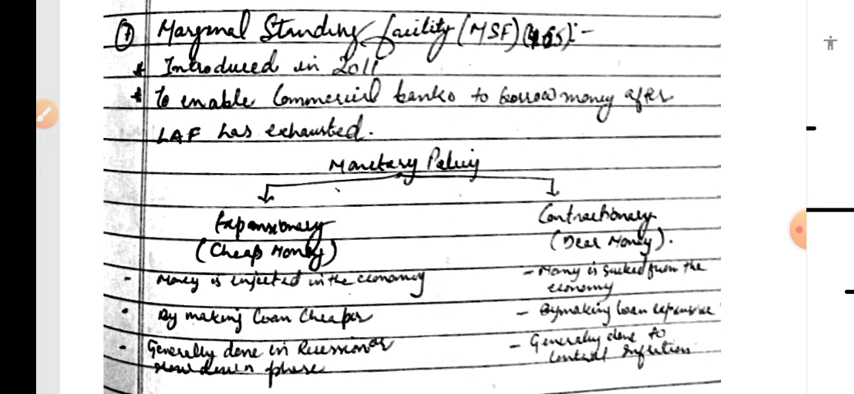 ⑦ Marginal Standing facility (MSF) :-
* Introduced in 2011
* To enable Commercial banks to borrow money after
LAF has exhausted.
Monetary Policy
Expansionary
(Cheap Money)
- Money is injected in the economy
- By making loan cheaper
- Generally done in Recession or
slow down phase
Contractionary
(Dear Money).
- Money is sucked from the
economy
- By making loan expensive
- Generally done to
control inflation